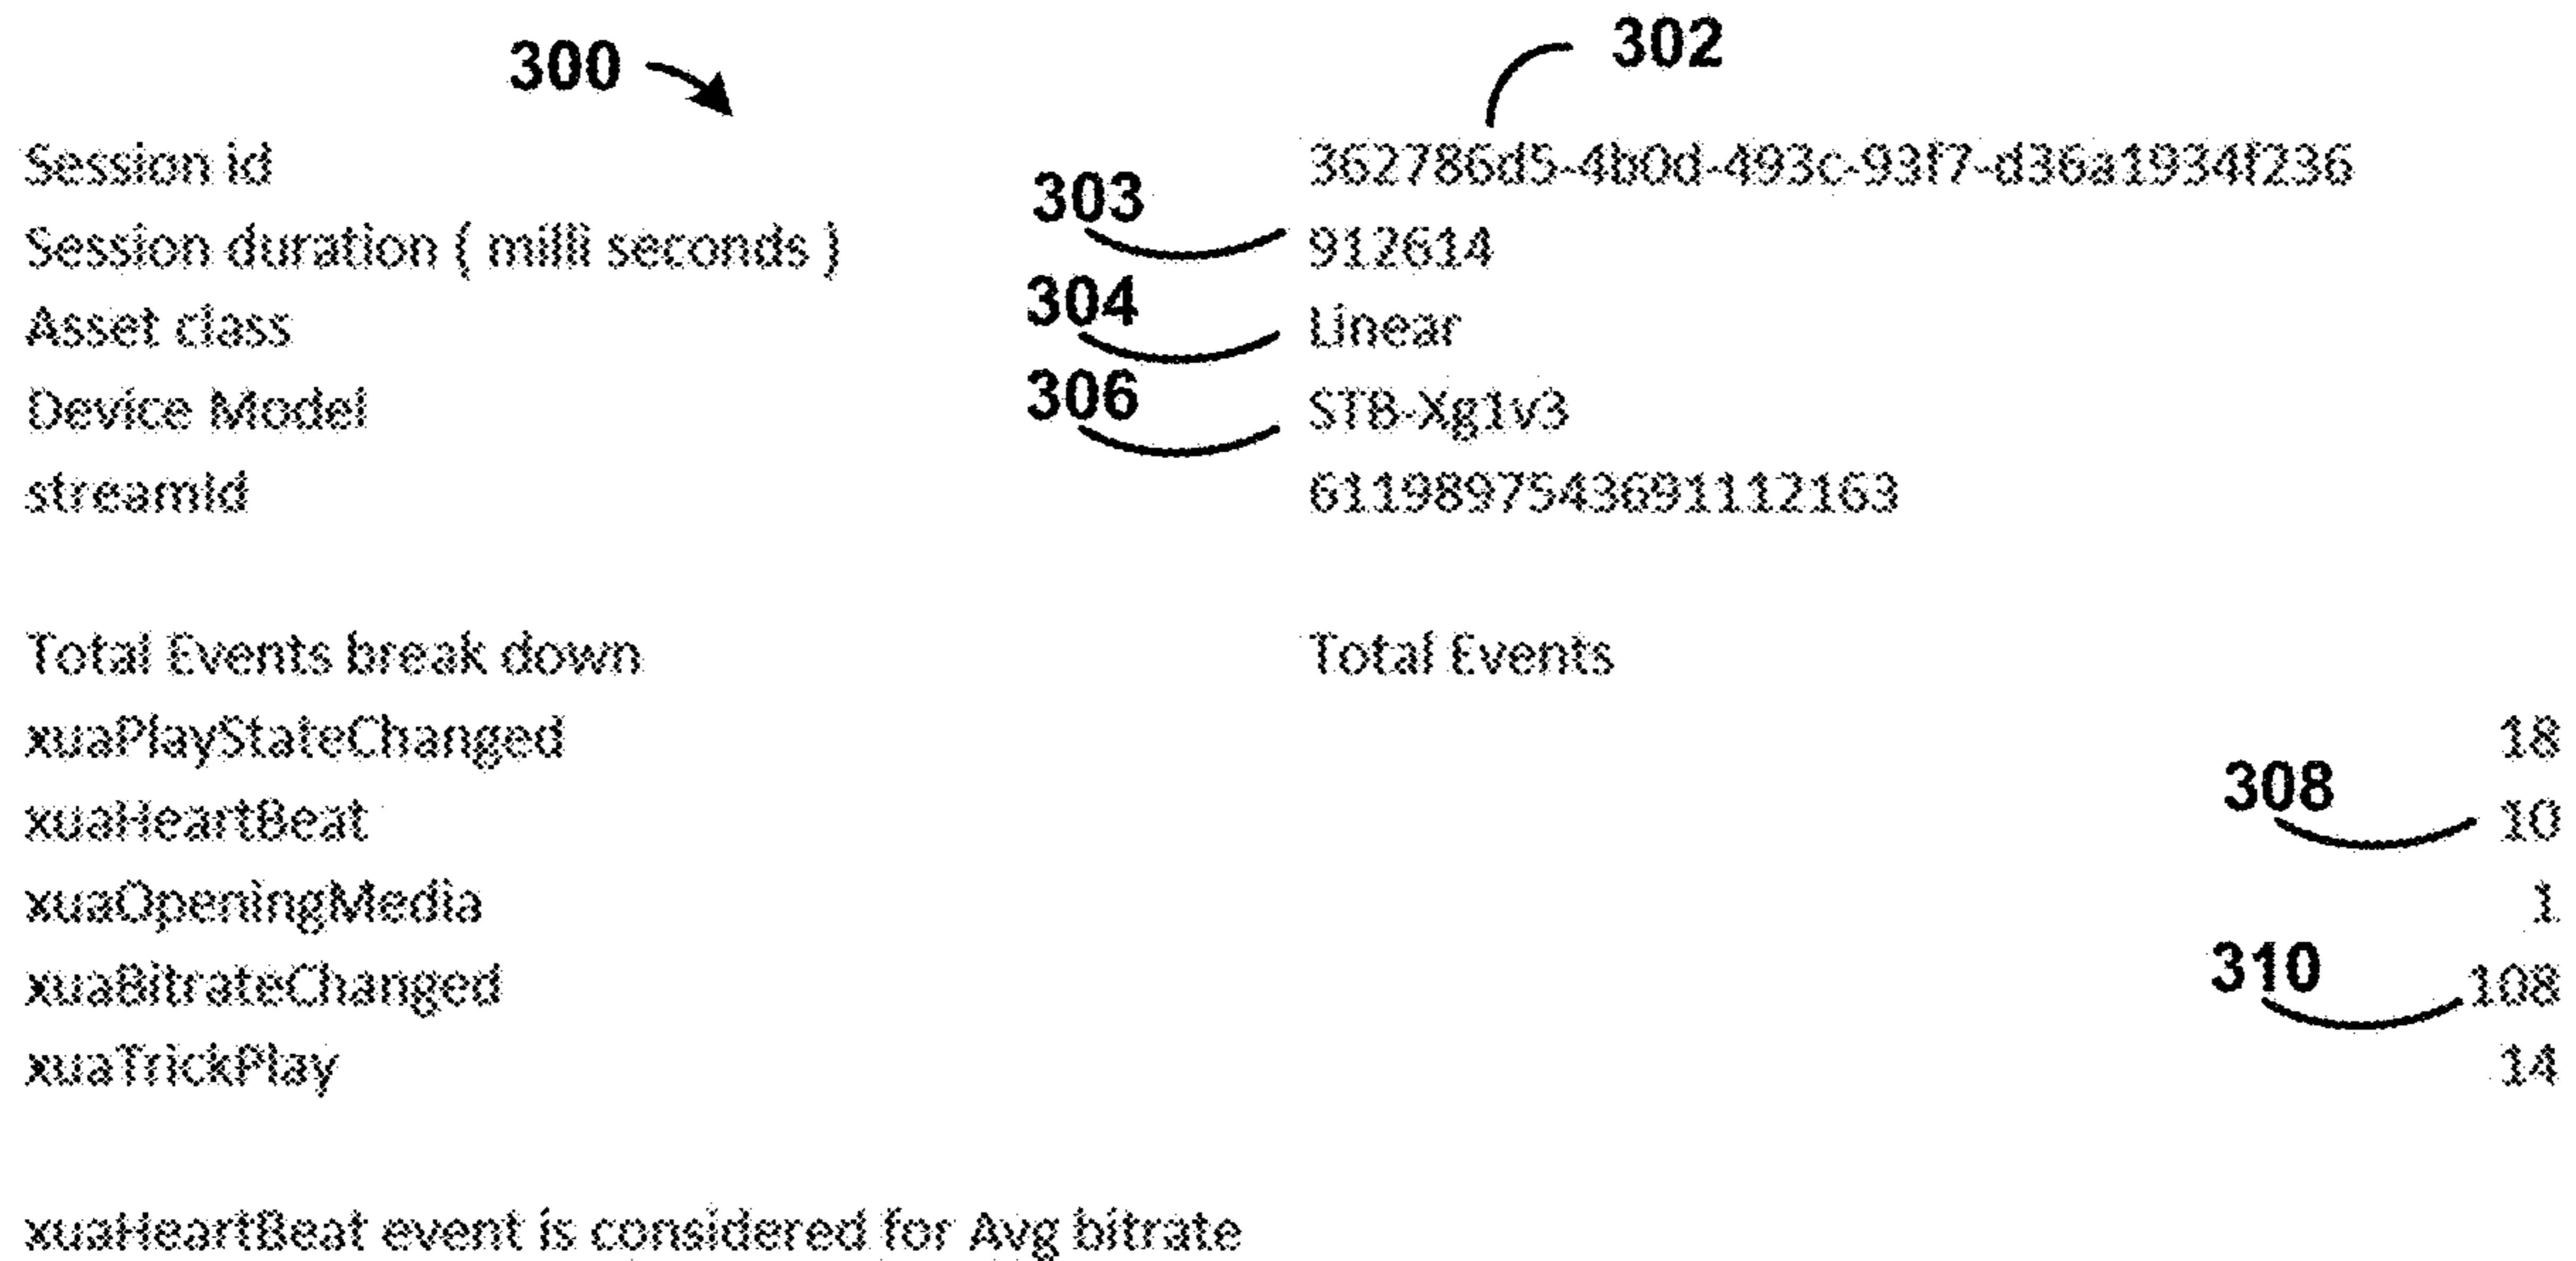 300 302
Session id 362786d5-4b0d-493c-93f7-d36a1934f236
303
Session duration ( milli seconds ) 912614
304
Asset class Linear
306
Device Model STB-Xg1v3
streamId 6119897543691112163
Total Events break down Total Events
xuaPlayStateChanged 18
308
xuaHeartBeat 10
xuaOpeningMedia 1
310
xuaBitrateChanged 108
xuaTrickPlay 14
xuaHeartBeat event is considered for Avg bitrate